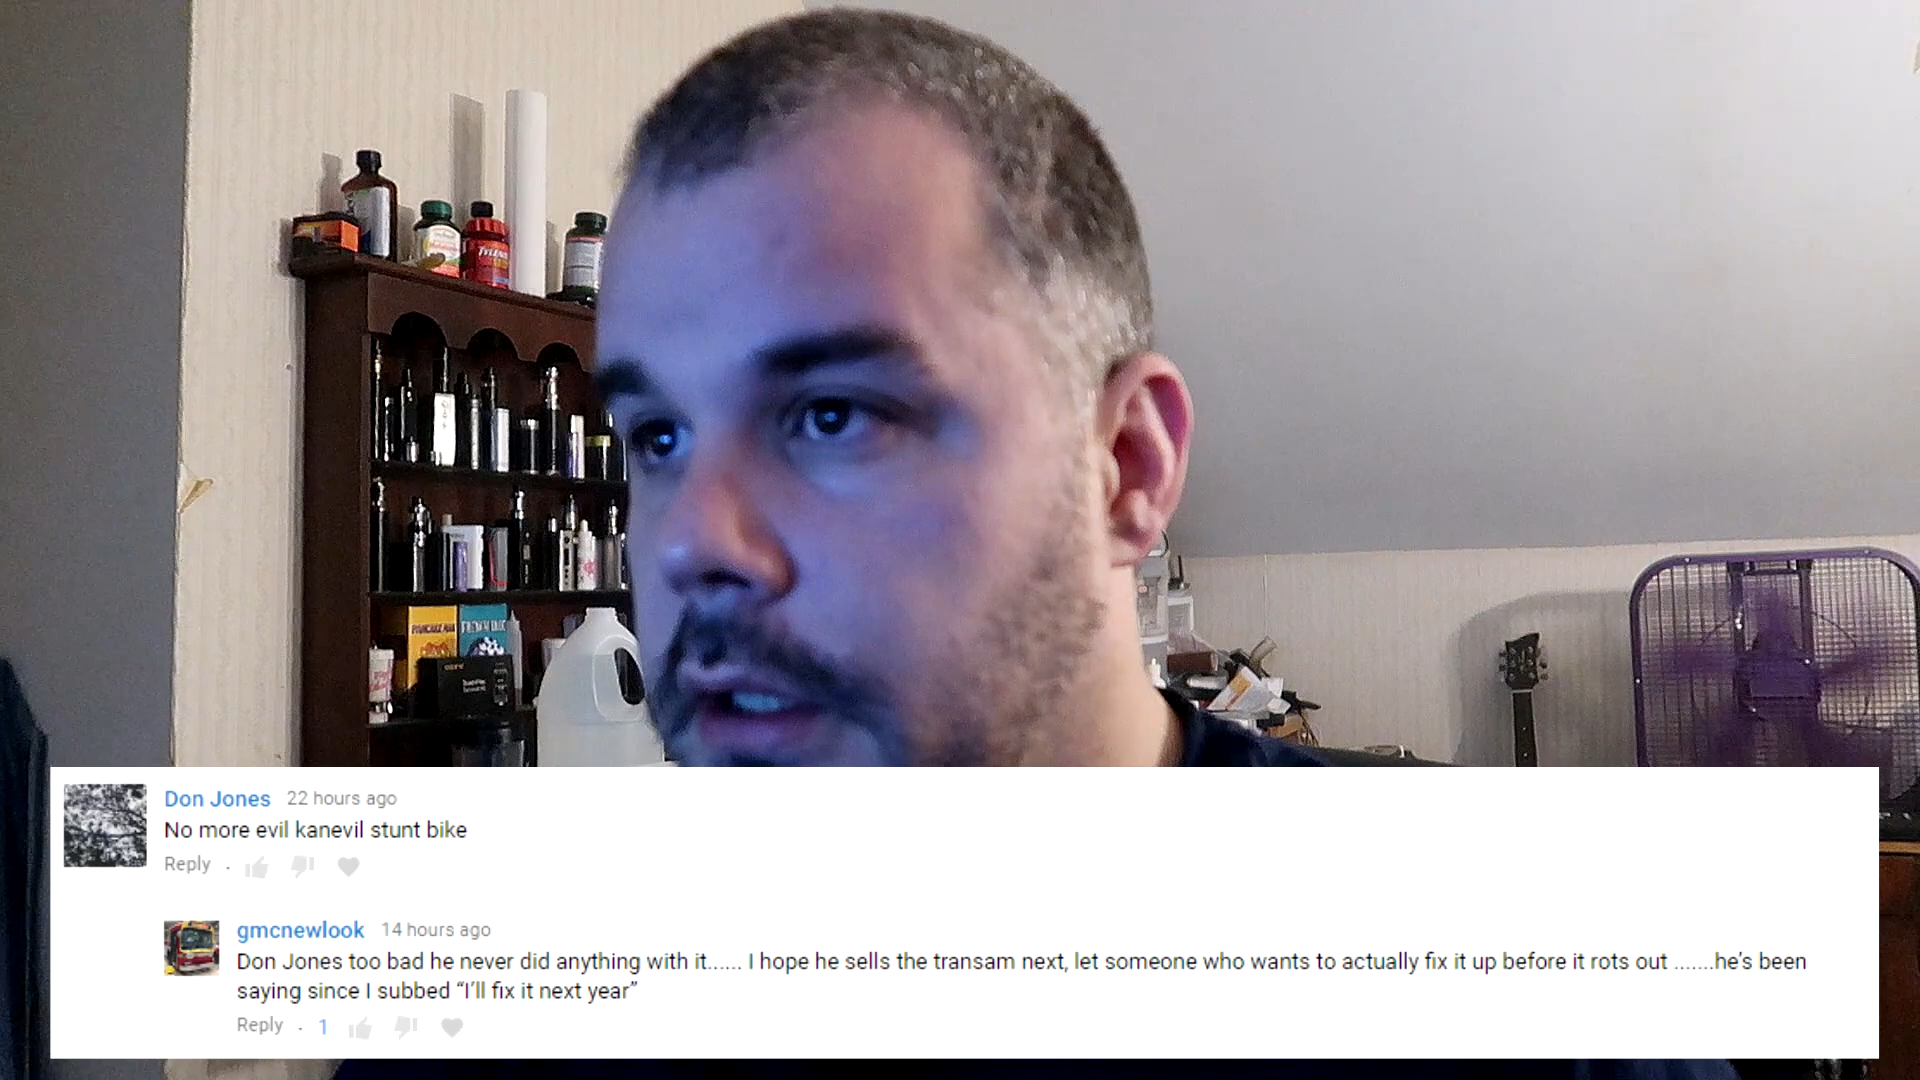 TYLENOL
Don Jones 22 hours ago
No more evil kanevil stunt bike
Reply .
gmcnewlook 14 hours ago
Don Jones too bad he never did anything with it...... I hope he sells the transam next, let someone who wants to actually fix it up before it rots out .......he's been
saying since I subbed “I'll fix it next year”
Reply . 1